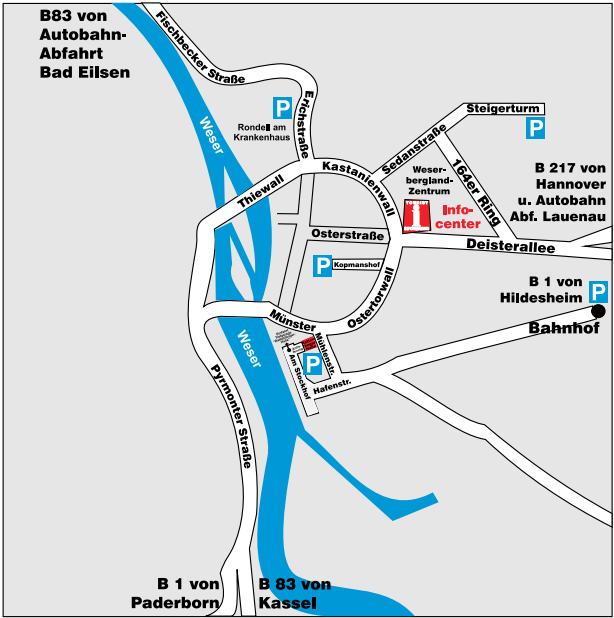 B83 von
Autobahn-
Abfahrt
Bad Eilsen
Fischbecker Straße
Weser
P
Rondell am
Krankenhaus
Erichstraße
Steigerturm
P
Sedanstraße
164er Ring
Kastanienwall
Thiewall
Weser-
bergland-
Zentrum
TOURIST
Info-
center
B 217 von
Hannover
u. Autobahn
Abf. Lauenau
Osterstraße
Deisterallee
P
Kopmanshof
Ostertorwall
B 1 von
Hildesheim
P
Bahnhof
Münster
Weser
Mühlenstr.
P
Am Stockhof
Hafenstr.
Pyrmonter Straße
B 1 von
Paderborn
B 83 von
Kassel